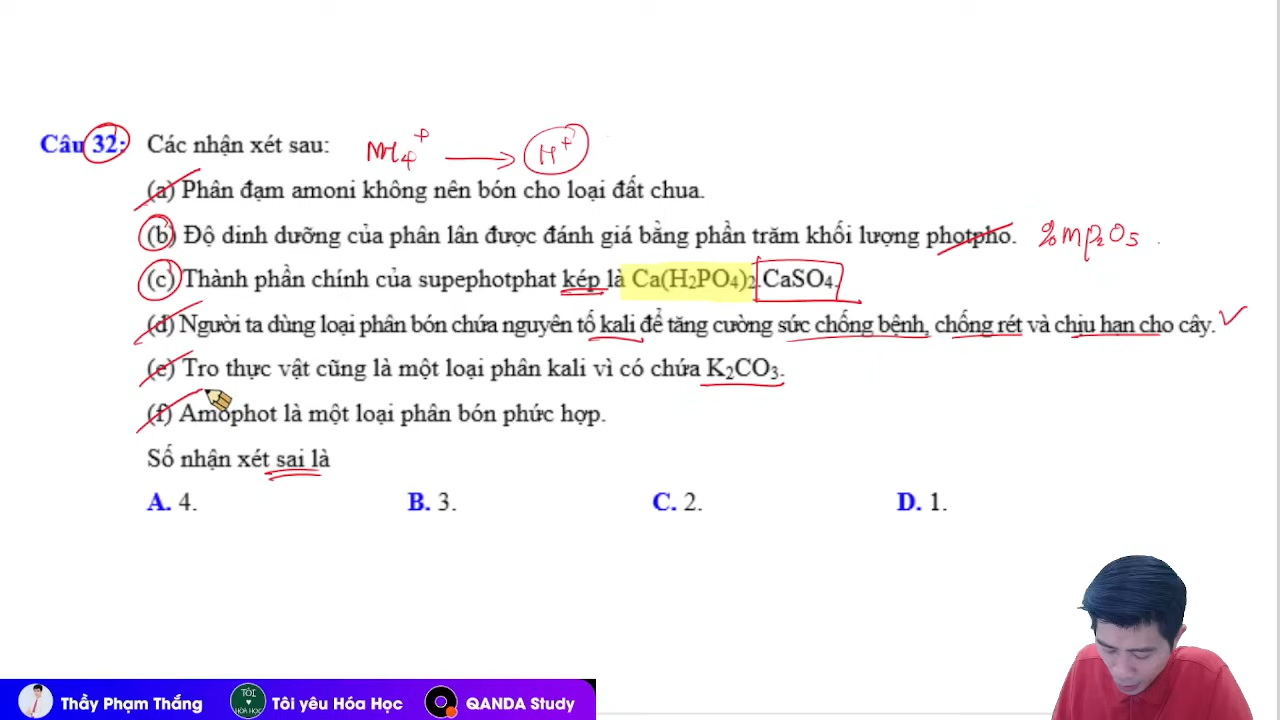 Câu 32: Các nhận xét sau: NH4+ → H+
(a) Phân đạm amoni không nên bón cho loại đất chua.
(b) Độ dinh dưỡng của phân lân được đánh giá bằng phần trăm khối lượng photpho. %mP2O5
(c) Thành phần chính của supephotphat kép là Ca(H2PO4)2.CaSO4.
(d) Người ta dùng loại phân bón chứa nguyên tố kali để tăng cường sức chống bệnh, chống rét và chịu hạn cho cây. ✓
(e) Tro thực vật cũng là một loại phân kali vì có chứa K2CO3.
(f) Amophot là một loại phân bón phức hợp.
Số nhận xét sai là
A. 4. B. 3. C. 2. D. 1.
Thầy Phạm Thắng TÔI ♥ HÓA HỌC Tôi yêu Hóa Học QANDA Study